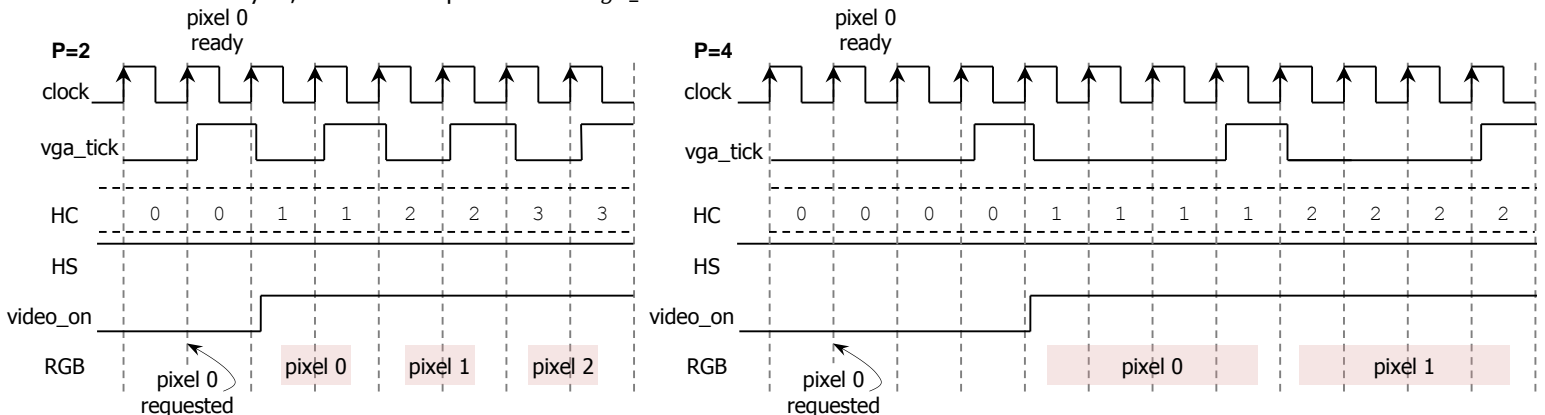 pixel 0
ready
P=2
clock
vga_tick
HC 0 0 1 1 2 2 3 3
HS
video_on
RGB pixel 0 pixel 1 pixel 2
pixel 0
requested
pixel 0
ready
P=4
clock
vga_tick
HC 0 0 0 0 1 1 1 1 2 2 2 2
HS
video_on
RGB pixel 0 pixel 1
pixel 0
requested